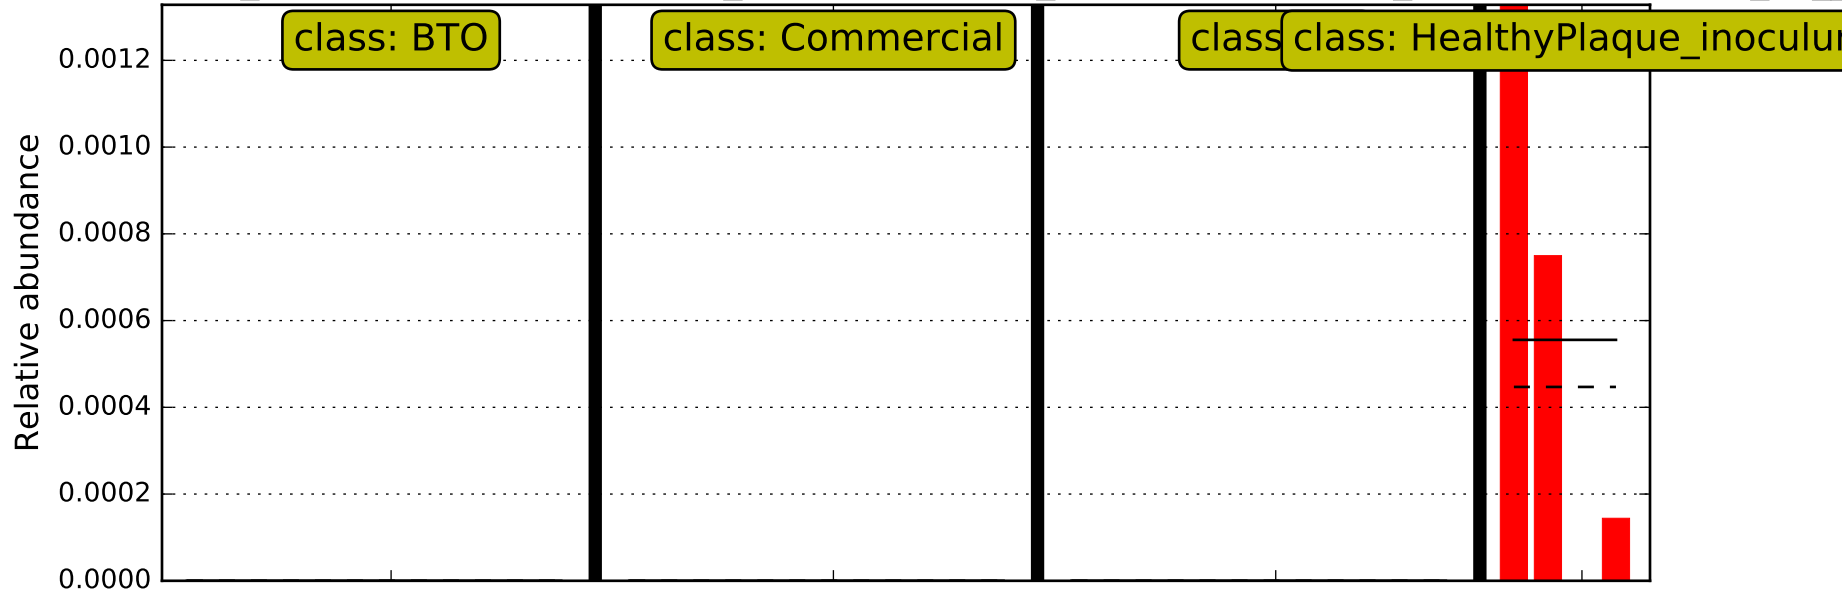 class: BTO
class: Commercial
class
class: HealthyPlaque_inoculu
0.0012
0.0010
0.0008
0.0006
0.0004
0.0002
0.0000
Relative abundance